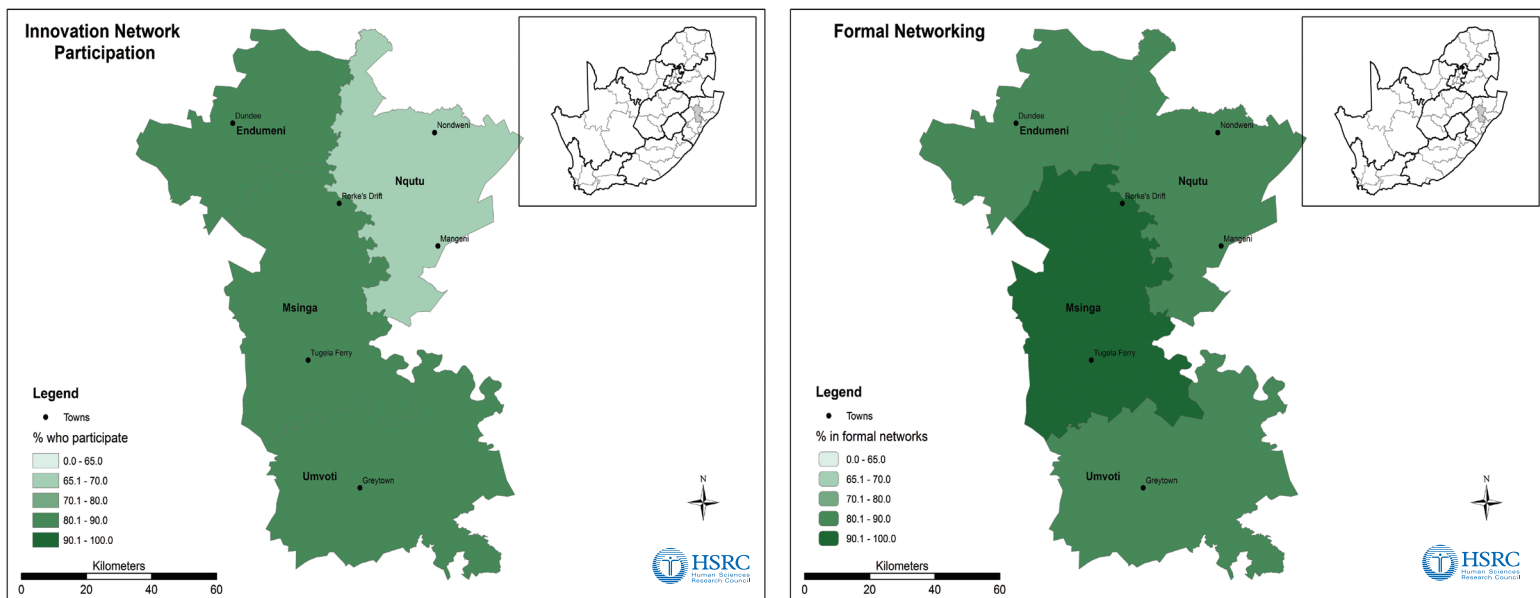 Innovation Network
Participation
Dundee
Endumeni
Nondweni
Nqutu
Rorke's Drift
Mangeni
Msinga
Tugela Ferry
Umvoti
Greytown
Legend
Towns
% who participate
0.0 - 65.0
65.1 - 70.0
70.1 - 80.0
80.1 - 90.0
90.1 - 100.0
Kilometers
0 20 40 60
N
HSRC
Human Sciences
Research Council
Formal Networking
Dundee
Endumeni
Nondweni
Nqutu
Rorke's Drift
Mangeni
Msinga
Tugela Ferry
Umvoti
Greytown
Legend
Towns
% in formal networks
0.0 - 65.0
65.1 - 70.0
70.1 - 80.0
80.1 - 90.0
90.1 - 100.0
Kilometers
0 20 40 60
N
HSRC
Human Sciences
Research Council